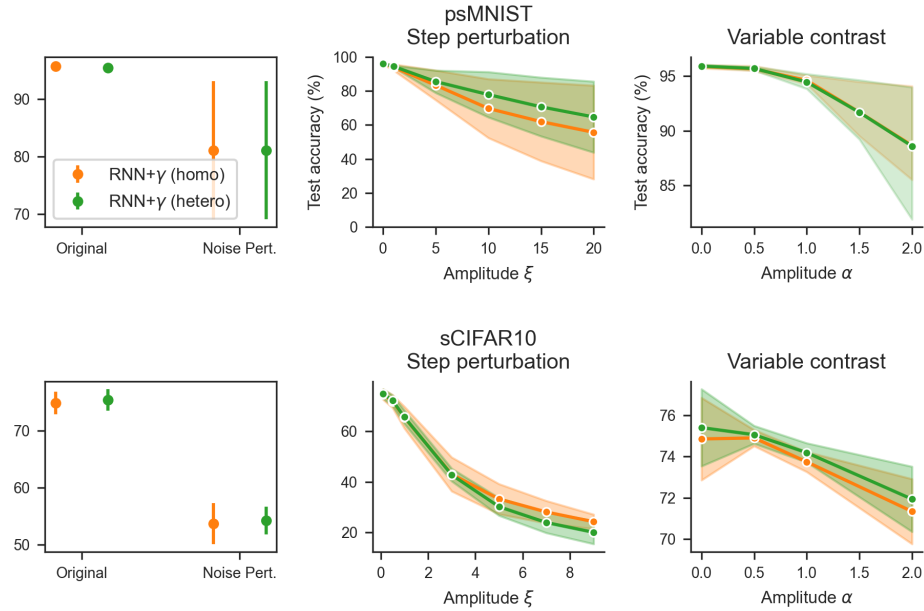 psMNIST
Step perturbation
Variable contrast
90
80
70
RNN+γ (homo)
RNN+γ (hetero)
Original
Noise Pert.
Test accuracy (%)
100
80
60
40
20
0
0
5
10
15
20
Amplitude ξ
Test accuracy (%)
95
90
85
0.0
0.5
1.0
1.5
2.0
Amplitude α
sCIFAR10
Step perturbation
Variable contrast
70
60
50
Original
Noise Pert.
60
40
20
0
2
4
6
8
Amplitude ξ
76
74
72
70
0.0
0.5
1.0
1.5
2.0
Amplitude α